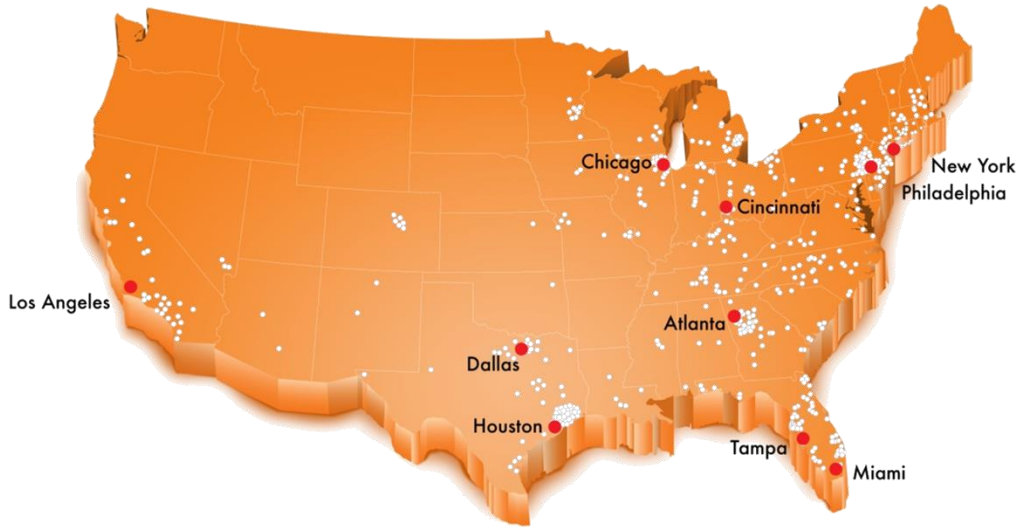 Chicago
New York
Philadelphia
Cincinnati
Los Angeles
Atlanta
Dallas
Houston
Tampa
Miami